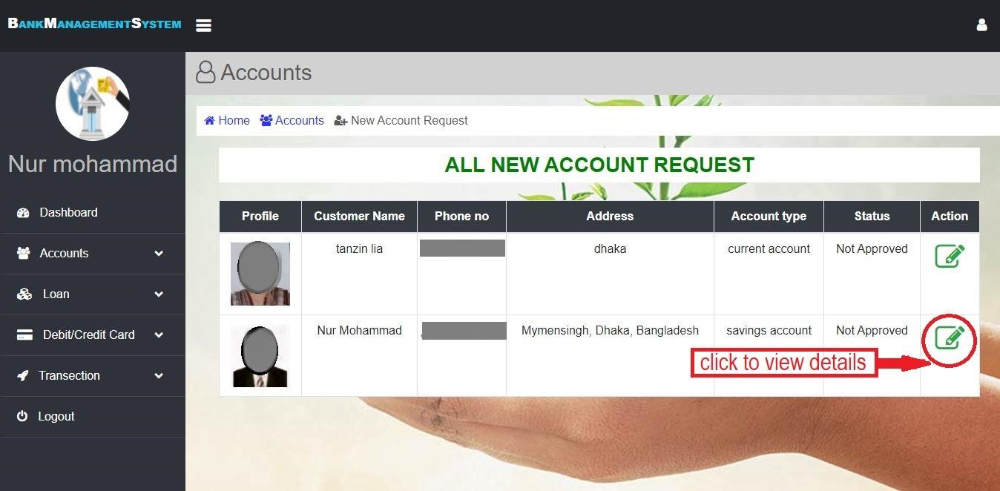 BANKMANAGEMENTSYSTEM
Accounts
Nur mohammad
Dashboard
Accounts
Loan
Debit/Credit Card
Transection
Logout
Home Accounts New Account Request
ALL NEW ACCOUNT REQUEST
Profile Customer Name Phone no Address Account type Status Action
tanzin lia dhaka current account Not Approved
Nur Mohammad Mymensingh, Dhaka, Bangladesh savings account Not Approved
click to view details